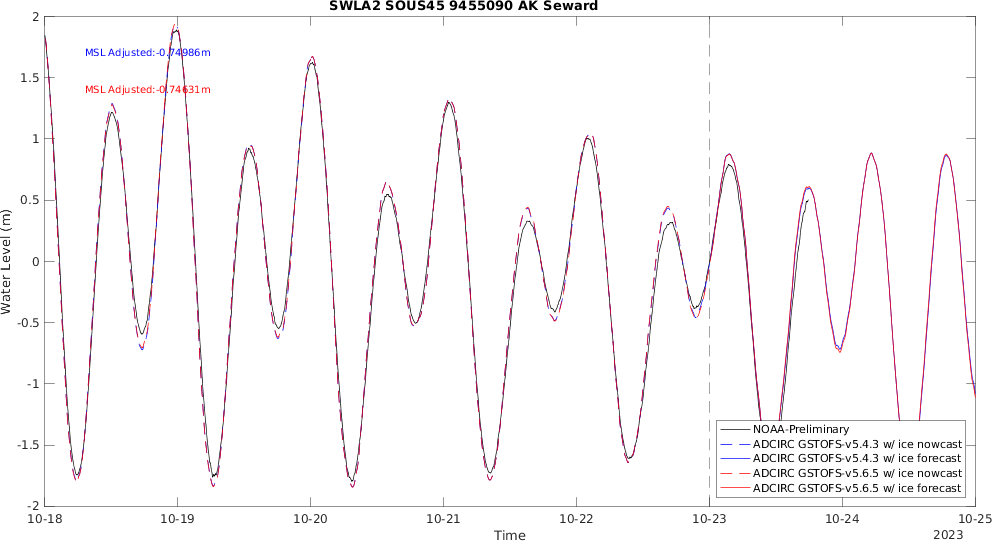 SWLA2 SOUS45 9455090 AK Seward
2
1.5
1
0.5
0
-0.5
-1
-1.5
-2
Water Level (m)
MSL Adjusted:-0.74986m
MSL Adjusted:-0.74631m
NOAA-Preliminary
ADCIRC GSTOFS-v5.4.3 w/ ice nowcast
ADCIRC GSTOFS-v5.4.3 w/ ice forecast
ADCIRC GSTOFS-v5.6.5 w/ ice nowcast
ADCIRC GSTOFS-v5.6.5 w/ ice forecast
10-18 10-19 10-20 10-21 10-22 10-23 10-24 10-25
Time
2023